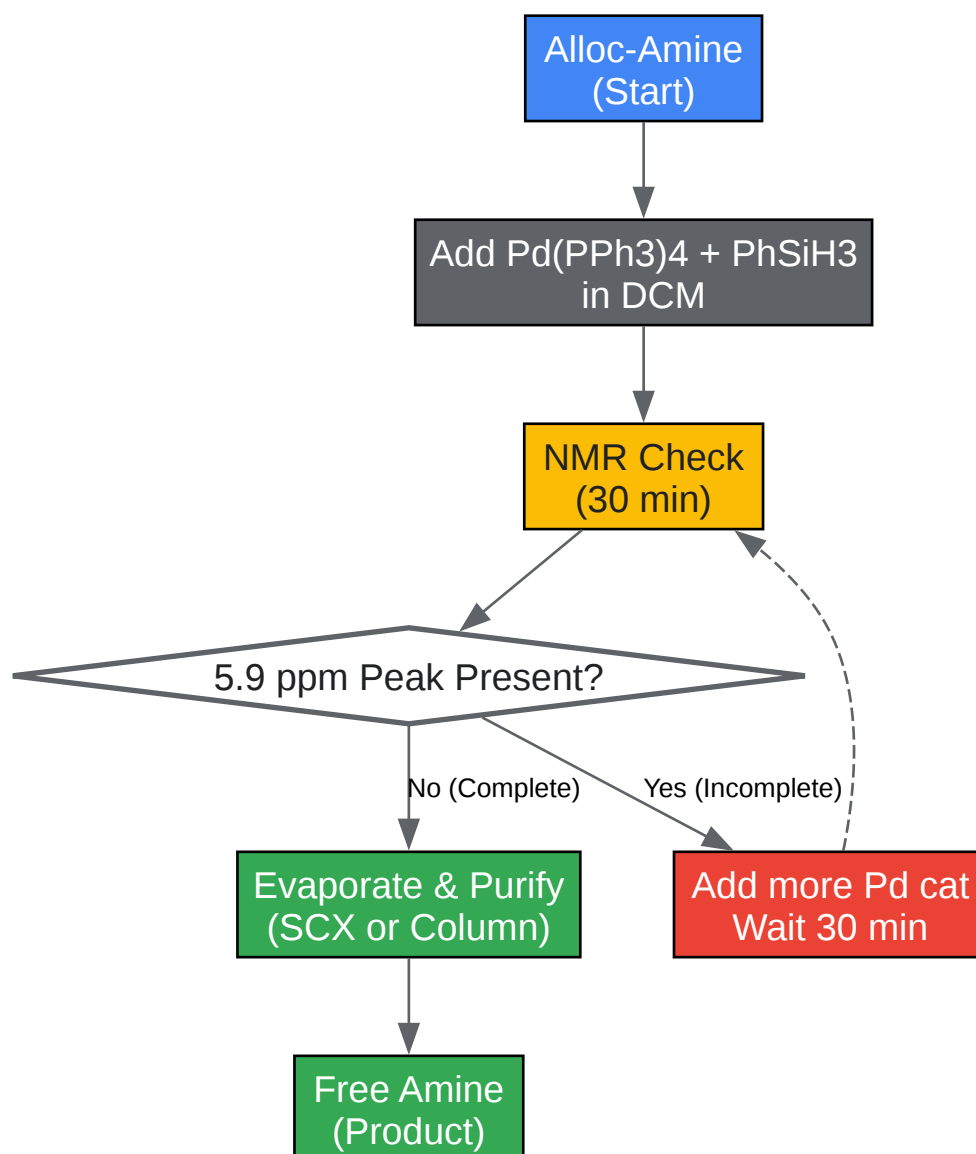 Alloc-Amine
(Start)
Add Pd(PPh3)4 + PhSiH3
in DCM
NMR Check
(30 min)
5.9 ppm Peak Present?
No (Complete)
Yes (Incomplete)
Evaporate & Purify
(SCX or Column)
Add more Pd cat
Wait 30 min
Free Amine
(Product)